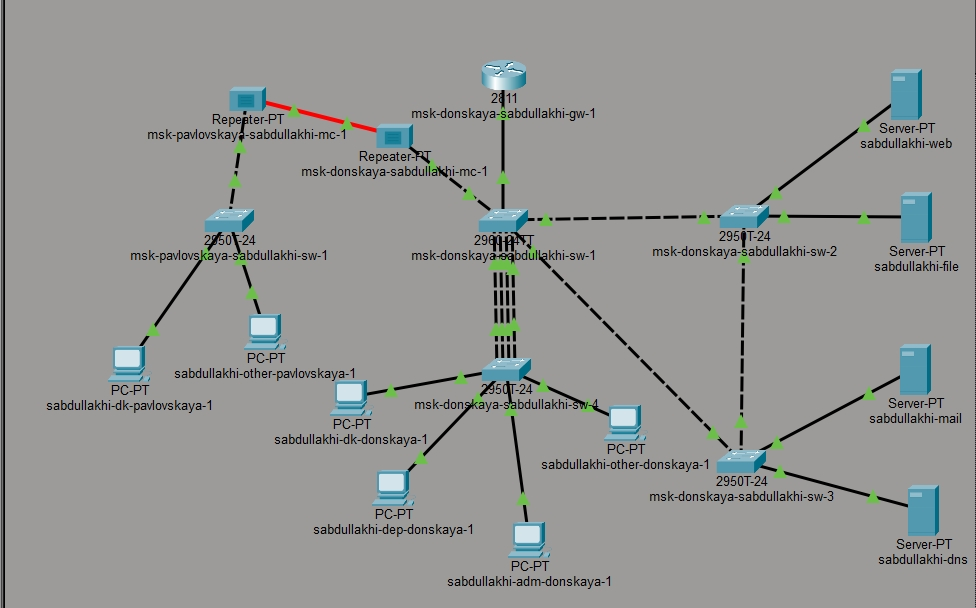 2811
msk-donskaya-sabdullakhi-gw-1
Repeater-PT
msk-pavlovskaya-sabdullakhi-mc-1
Repeater-PT
msk-donskaya-sabdullakhi-mc-1
Server-PT
sabdullakhi-web
2950T-24
msk-pavlovskaya-sabdullakhi-sw-1
2960-24TT
msk-donskaya-sabdullakhi-sw-1
2950T-24
msk-donskaya-sabdullakhi-sw-2
Server-PT
sabdullakhi-file
PC-PT
sabdullakhi-other-pavlovskaya-1
PC-PT
sabdullakhi-dk-pavlovskaya-1
2950T-24
msk-donskaya-sabdullakhi-sw-4
Server-PT
sabdullakhi-mail
PC-PT
sabdullakhi-dk-donskaya-1
PC-PT
sabdullakhi-other-donskaya-1
2950T-24
msk-donskaya-sabdullakhi-sw-3
PC-PT
sabdullakhi-dep-donskaya-1
Server-PT
sabdullakhi-dns
PC-PT
sabdullakhi-adm-donskaya-1